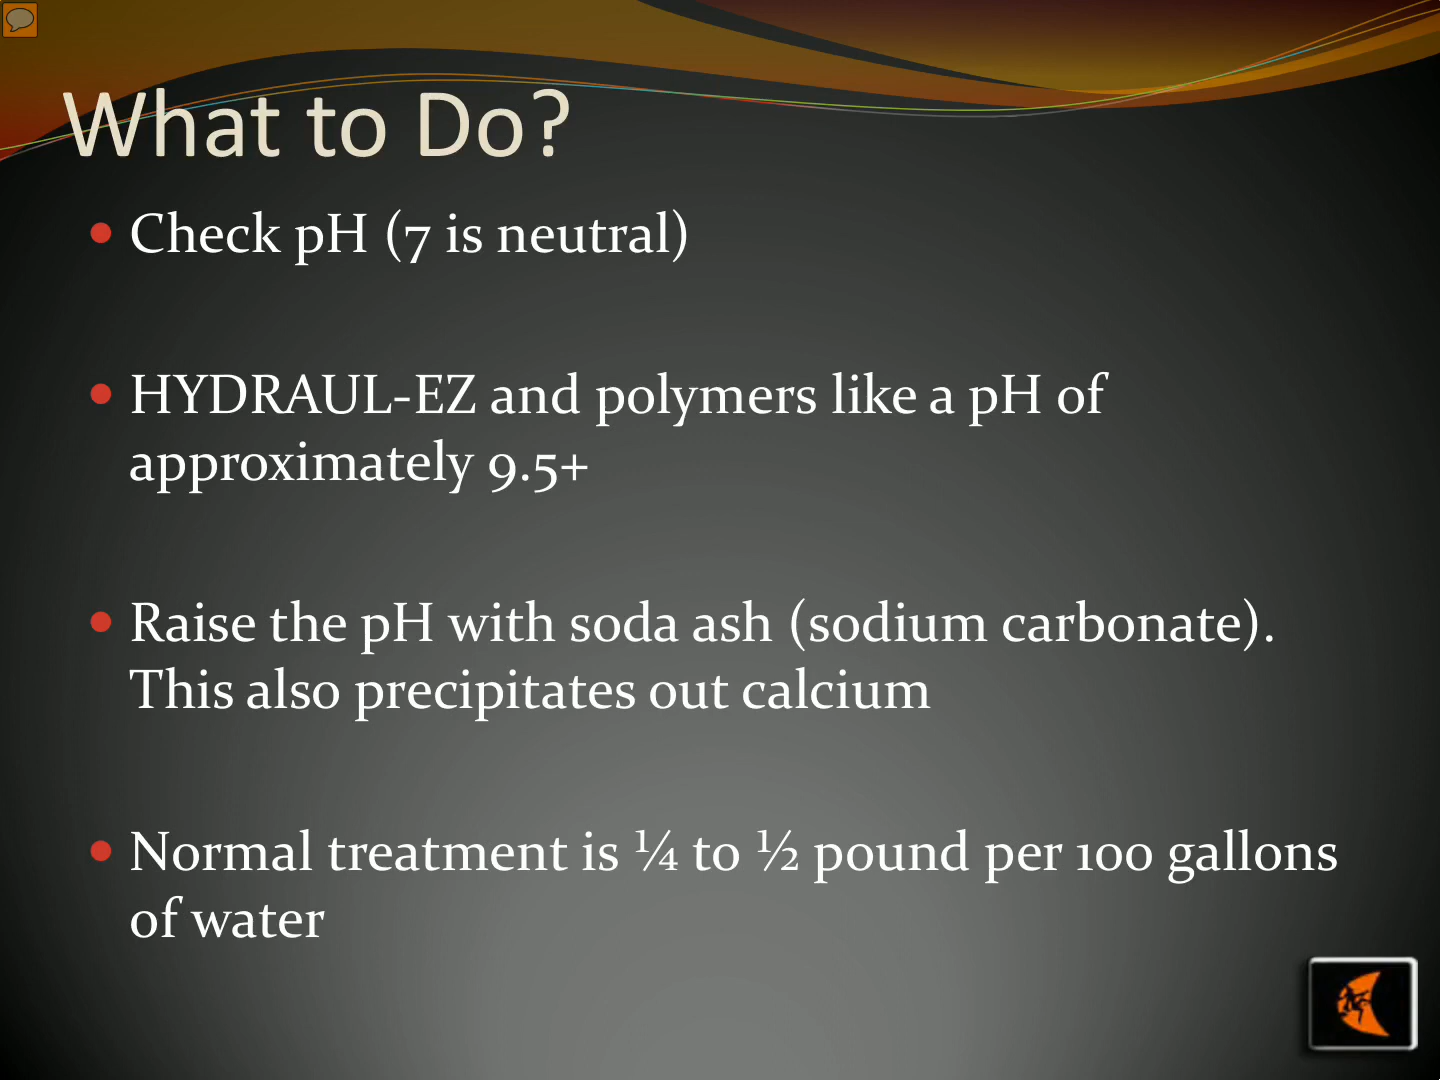 What to Do?
Check pH (7 is neutral)
HYDRAUL-EZ and polymers like a pH of
approximately 9.5+
Raise the pH with soda ash (sodium carbonate).
This also precipitates out calcium
Normal treatment is ¼ to ½ pound per 100 gallons
of water